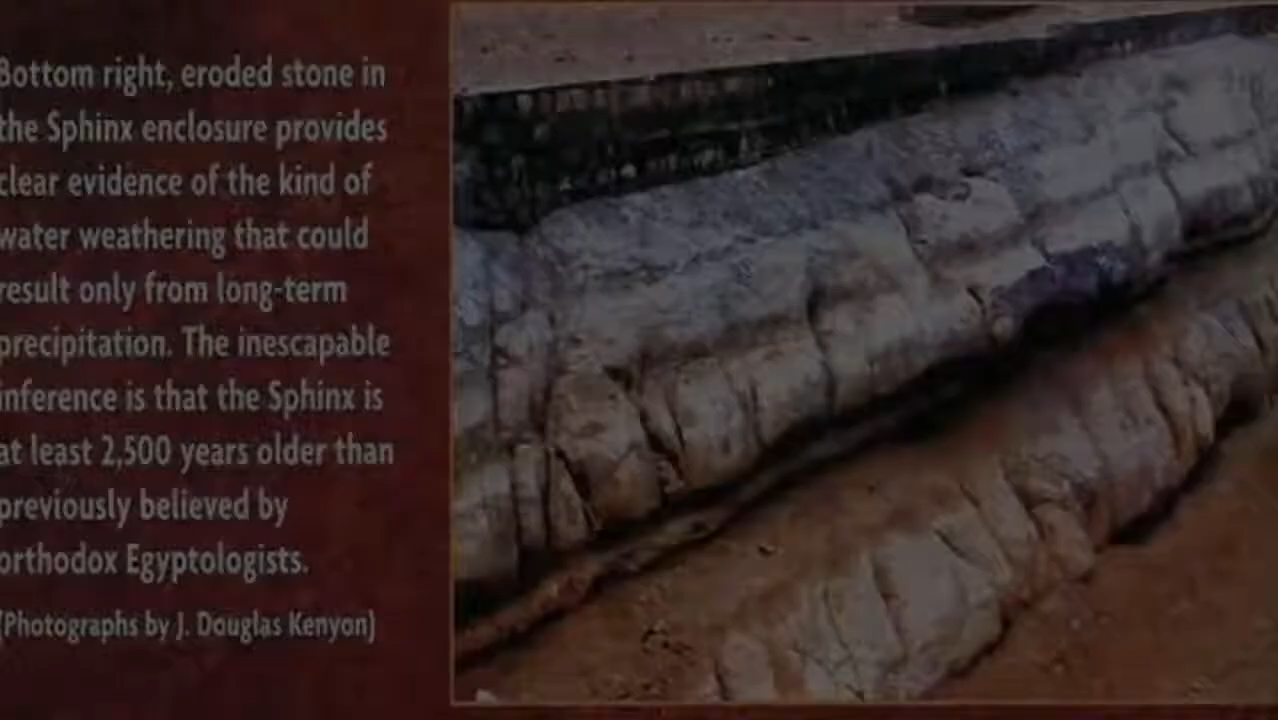 Bottom right, eroded stone in
the Sphinx enclosure provides
clear evidence of the kind of
water weathering that could
result only from long-term
precipitation. The inescapable
inference is that the Sphinx is
at least 2,500 years older than
previously believed by
orthodox Egyptologists.
(Photographs by J. Douglas Kenyon)